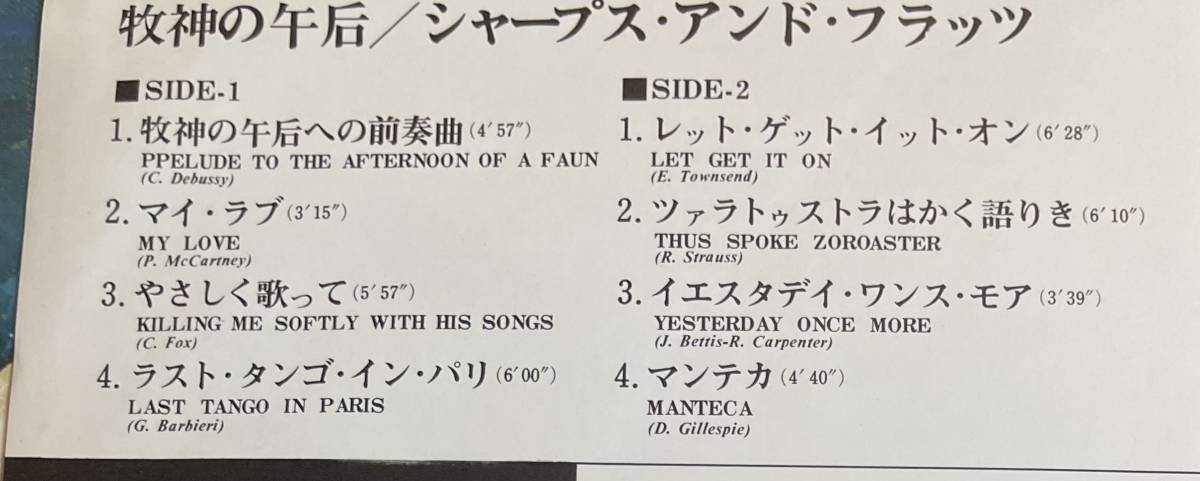 牧神の午后／シャープス・アンド・フラッツ
■SIDE-1
1. 牧神の午后への前奏曲(4′57″)
PPELUDE TO THE AFTERNOON OF A FAUN
(C. Debussy)
2. マイ・ラブ(3′15″)
MY LOVE
(P. McCartney)
3. やさしく歌って(5′57″)
KILLING ME SOFTLY WITH HIS SONGS
(C. Fox)
4. ラスト・タンゴ・イン・パリ(6′00″)
LAST TANGO IN PARIS
(G. Barbieri)
■SIDE-2
1. レット・ゲット・イット・オン(6′28″)
LET GET IT ON
(E. Townsend)
2. ツァラトゥストラはかく語りき(6′10″)
THUS SPOKE ZOROASTER
(R. Strauss)
3. イエスタデイ・ワンス・モア(3′39″)
YESTERDAY ONCE MORE
(J. Bettis-R. Carpenter)
4. マンテカ(4′40″)
MANTECA
(D. Gillespie)